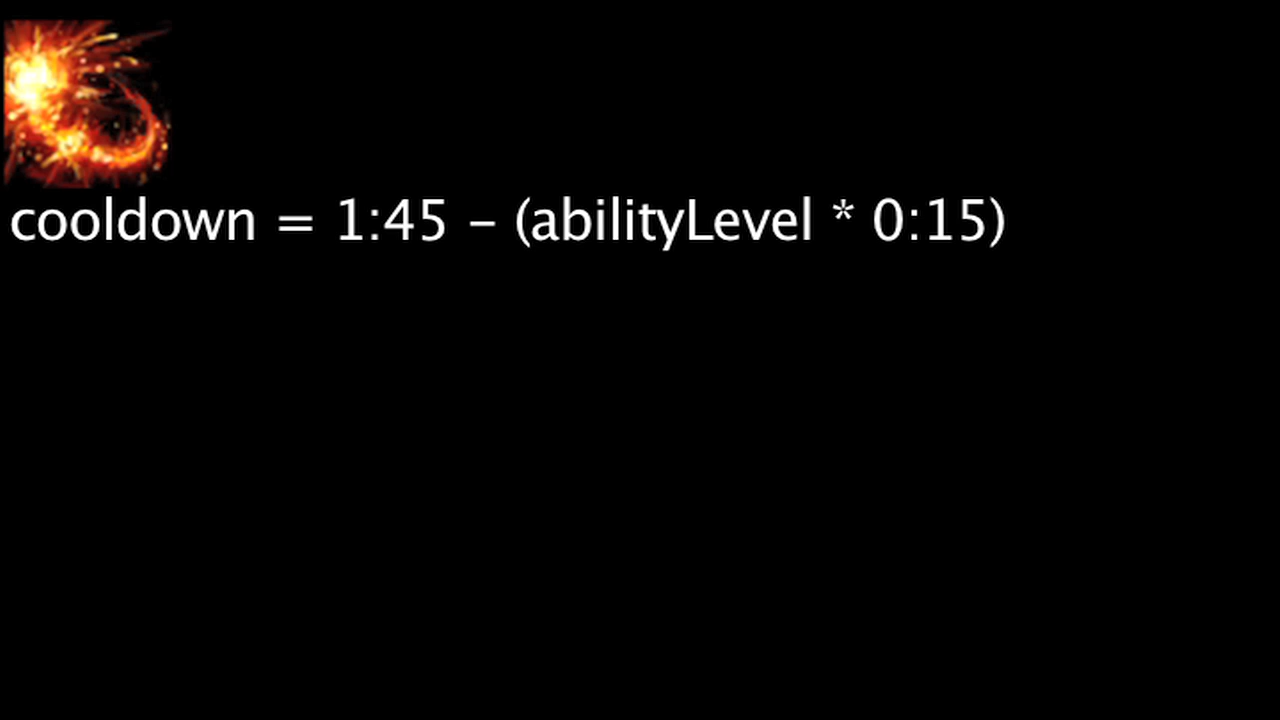 cooldown = 1:45 – (abilityLevel * 0:15)